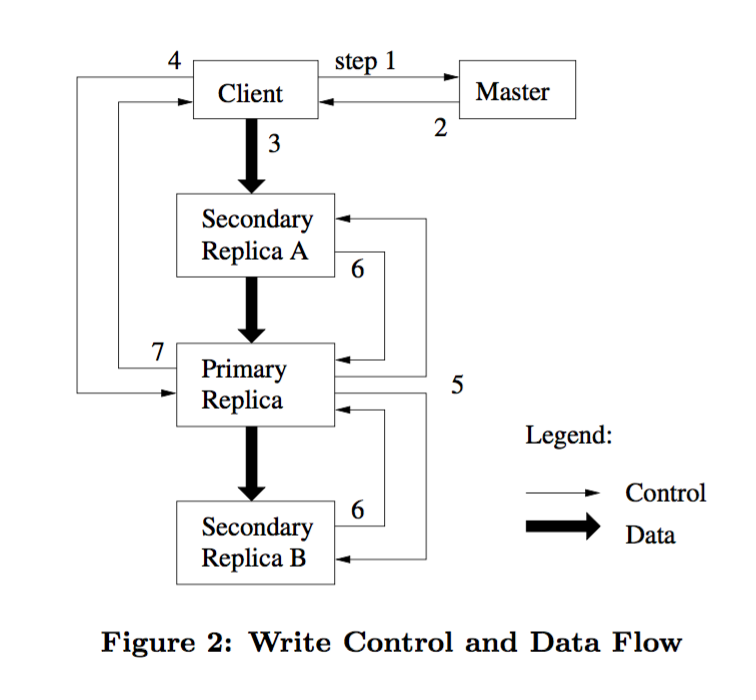 4
step 1
Client
Master
2
3
Secondary
Replica A
6
7
Primary
Replica
5
Legend:
Control
Data
6
Secondary
Replica B
Figure 2: Write Control and Data Flow